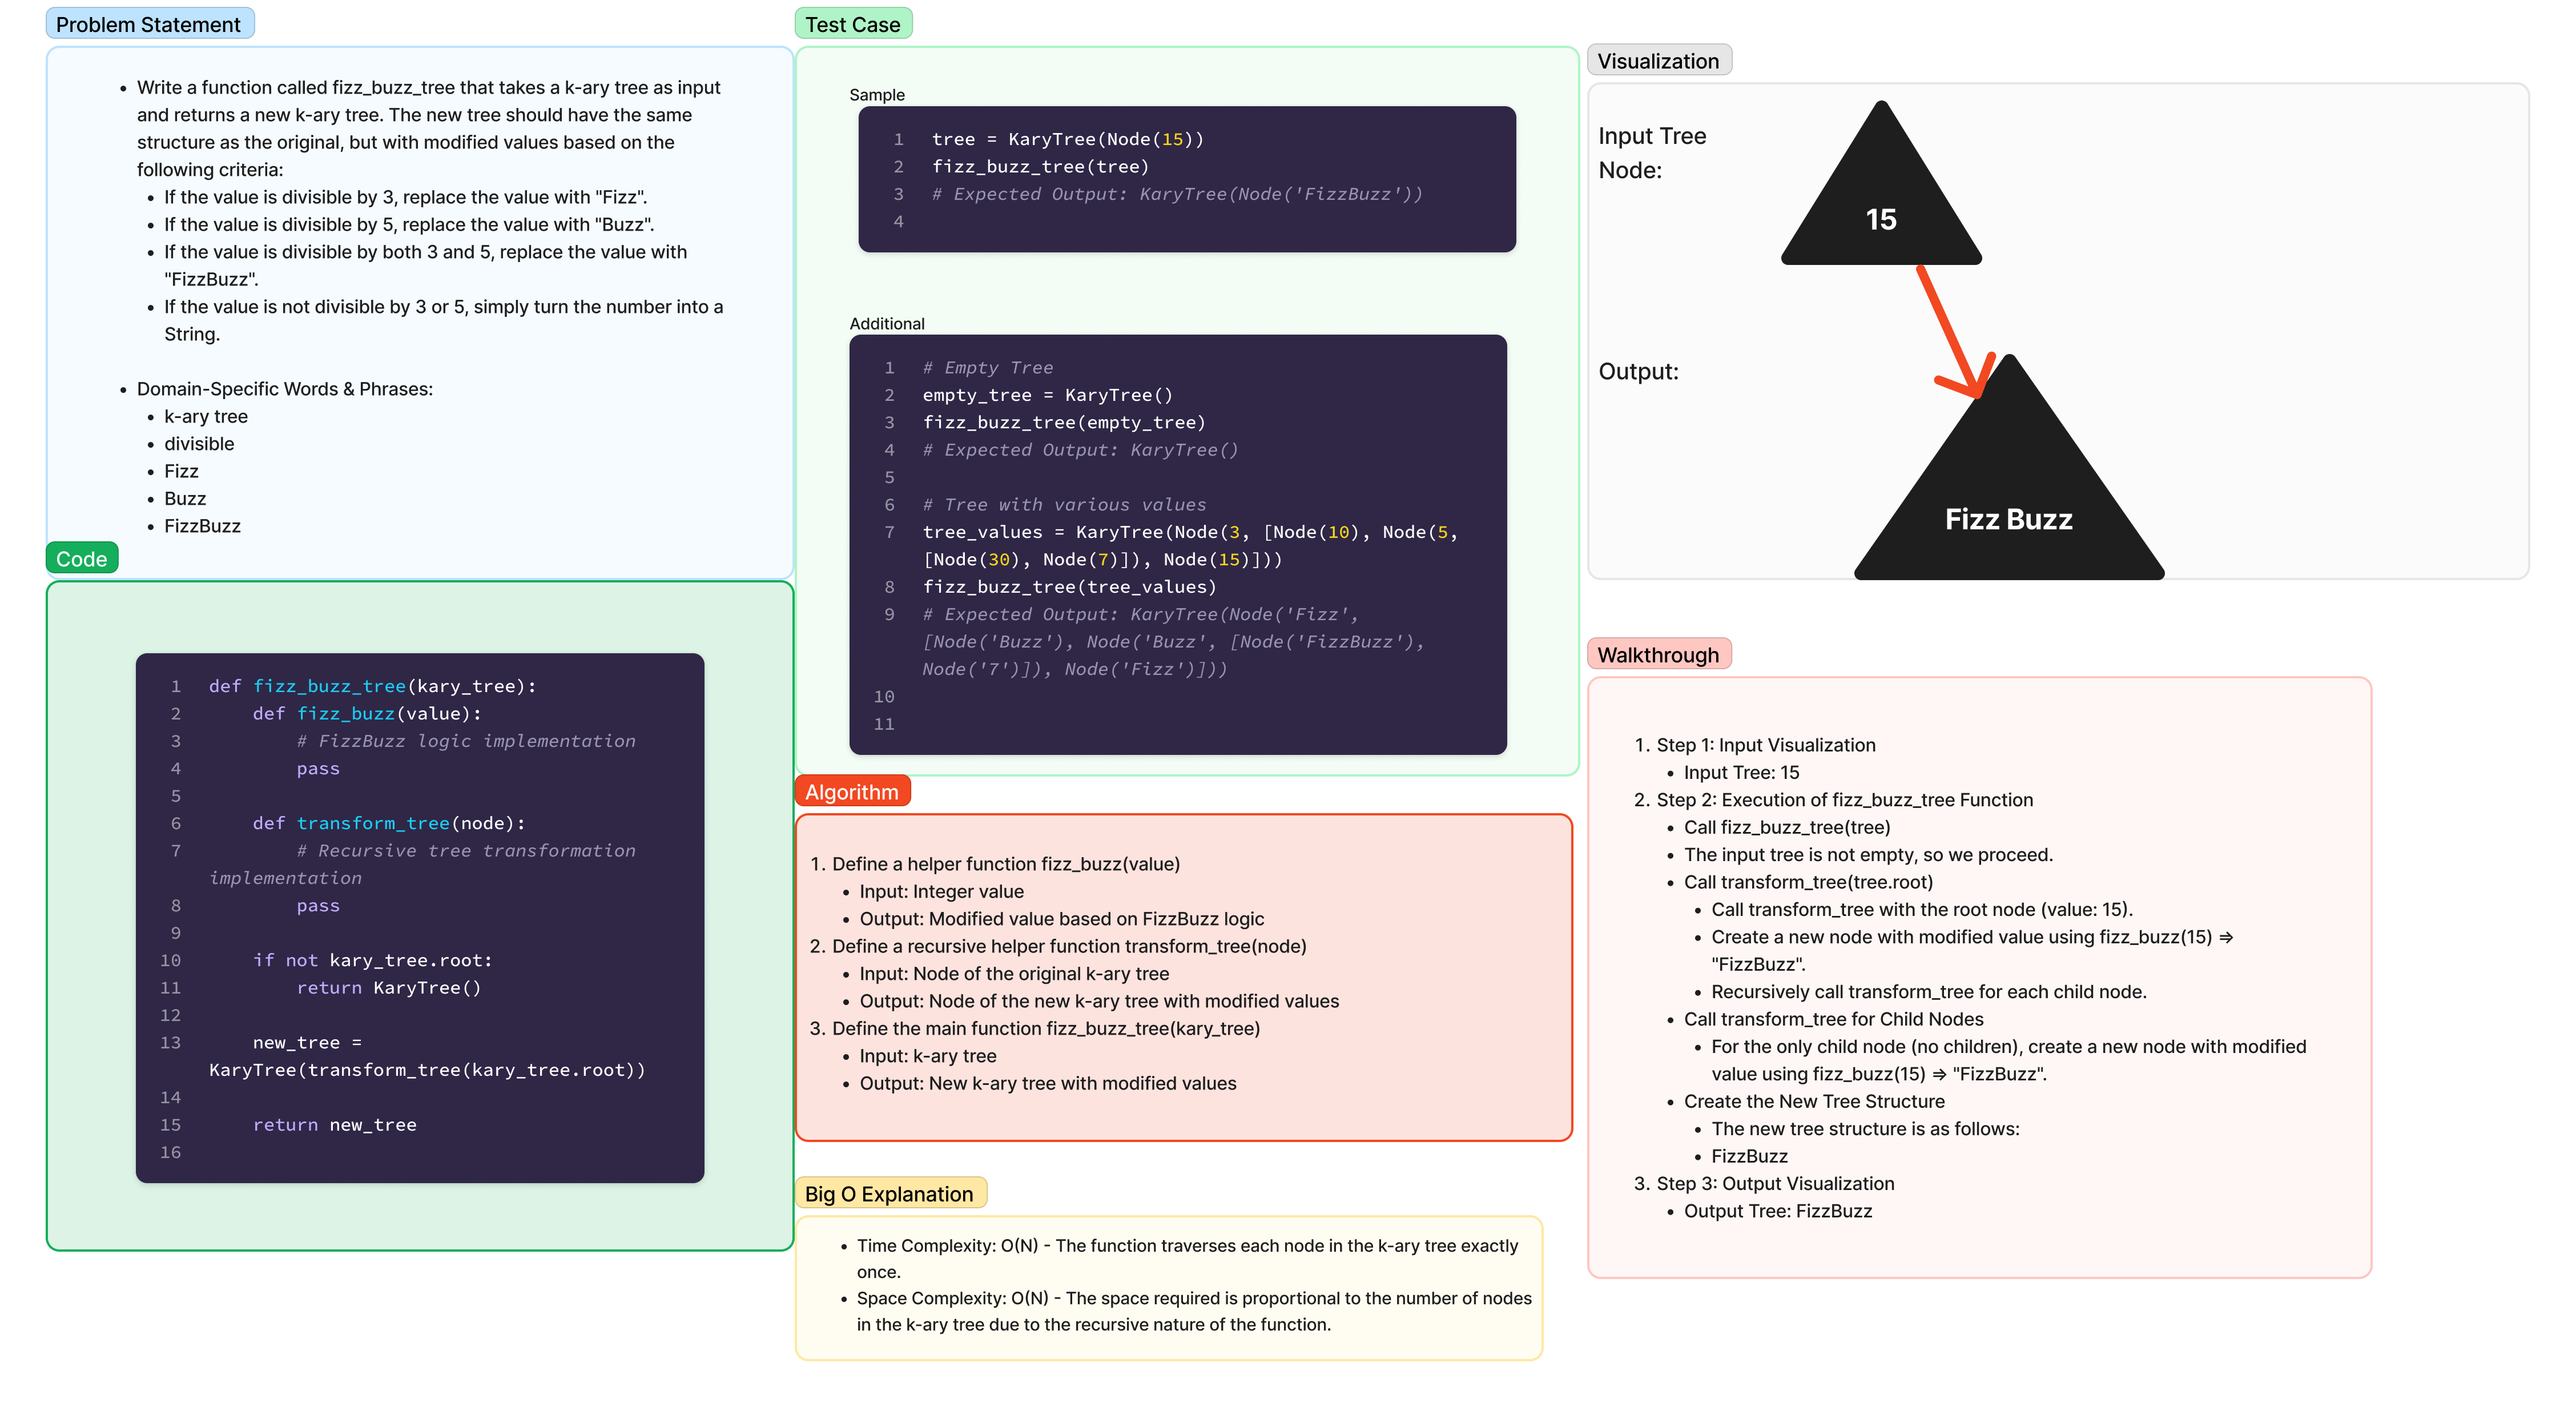 Problem Statement
• Write a function called fizz_buzz_tree that takes a k-ary tree as input
and returns a new k-ary tree. The new tree should have the same
structure as the original, but with modified values based on the
following criteria:
• If the value is divisible by 3, replace the value with "Fizz".
• If the value is divisible by 5, replace the value with "Buzz".
• If the value is divisible by both 3 and 5, replace the value with
"FizzBuzz".
• If the value is not divisible by 3 or 5, simply turn the number into a
String.
• Domain-Specific Words & Phrases:
• k-ary tree
• divisible
• Fizz
• Buzz
• FizzBuzz
Code
1 def fizz_buzz_tree(kary_tree):
2     def fizz_buzz(value):
3         # FizzBuzz logic implementation
4         pass
5
6     def transform_tree(node):
7         # Recursive tree transformation
implementation
8         pass
9
10     if not kary_tree.root:
11         return KaryTree()
12
13     new_tree =
KaryTree(transform_tree(kary_tree.root))
14
15     return new_tree
16
Test Case
Sample
1 tree = KaryTree(Node(15))
2 fizz_buzz_tree(tree)
3 # Expected Output: KaryTree(Node('FizzBuzz'))
4
Additional
1 # Empty Tree
2 empty_tree = KaryTree()
3 fizz_buzz_tree(empty_tree)
4 # Expected Output: KaryTree()
5
6 # Tree with various values
7 tree_values = KaryTree(Node(3, [Node(10), Node(5,
[Node(30), Node(7)]), Node(15)]))
8 fizz_buzz_tree(tree_values)
9 # Expected Output: KaryTree(Node('Fizz',
[Node('Buzz'), Node('Buzz', [Node('FizzBuzz'),
Node('7')]), Node('Fizz')]))
10
11
Algorithm
1. Define a helper function fizz_buzz(value)
• Input: Integer value
• Output: Modified value based on FizzBuzz logic
2. Define a recursive helper function transform_tree(node)
• Input: Node of the original k-ary tree
• Output: Node of the new k-ary tree with modified values
3. Define the main function fizz_buzz_tree(kary_tree)
• Input: k-ary tree
• Output: New k-ary tree with modified values
Big O Explanation
• Time Complexity: O(N) - The function traverses each node in the k-ary tree exactly
once.
• Space Complexity: O(N) - The space required is proportional to the number of nodes
in the k-ary tree due to the recursive nature of the function.
Visualization
Input Tree
Node:
15
Output:
Fizz Buzz
Walkthrough
1. Step 1: Input Visualization
• Input Tree: 15
2. Step 2: Execution of fizz_buzz_tree Function
• Call fizz_buzz_tree(tree)
• The input tree is not empty, so we proceed.
• Call transform_tree(tree.root)
• Call transform_tree with the root node (value: 15).
• Create a new node with modified value using fizz_buzz(15) ⇒
"FizzBuzz".
• Recursively call transform_tree for each child node.
• Call transform_tree for Child Nodes
• For the only child node (no children), create a new node with modified
value using fizz_buzz(15) ⇒ "FizzBuzz".
• Create the New Tree Structure
• The new tree structure is as follows:
• FizzBuzz
3. Step 3: Output Visualization
• Output Tree: FizzBuzz